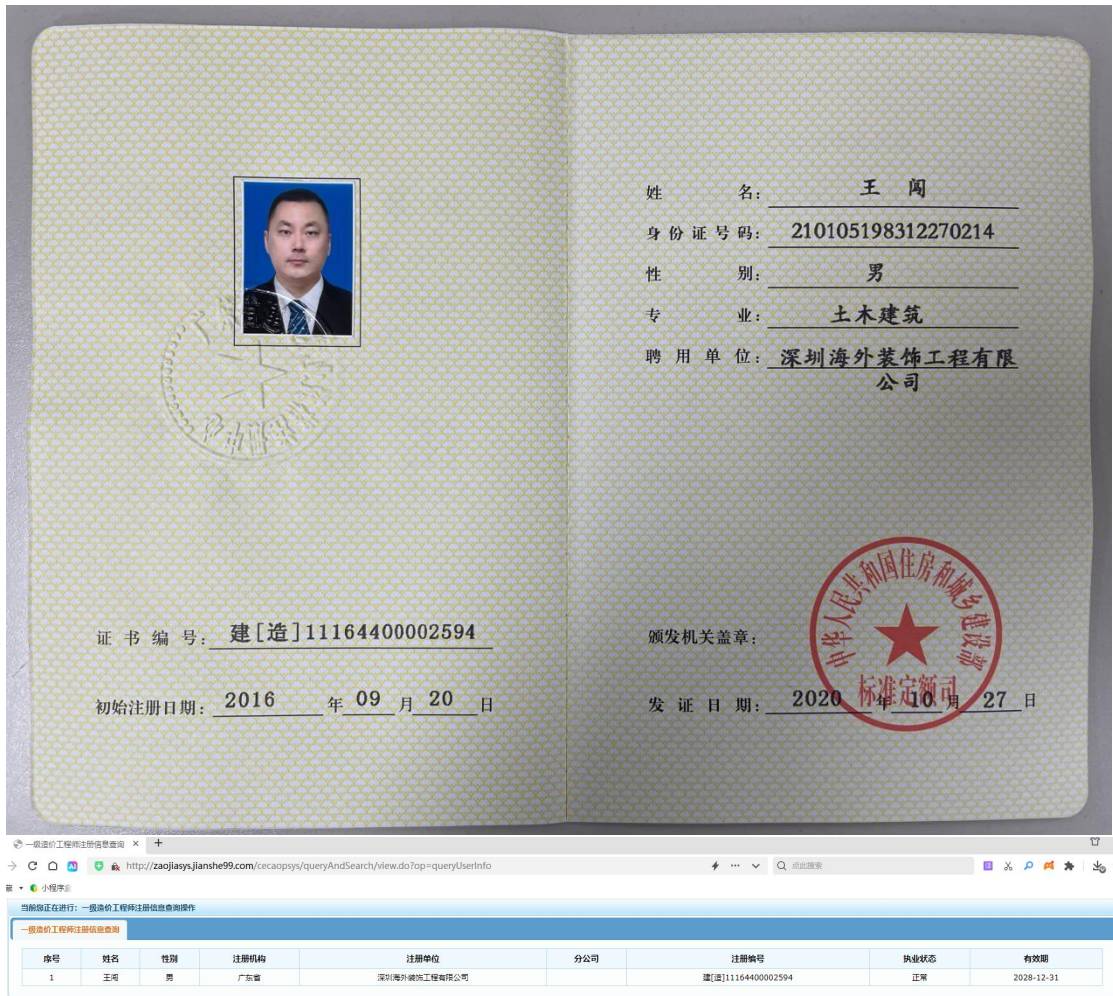 姓 名: 王 闯
身份证号码: 210105198312270214
性 别: 男
专 业: 土木建筑
聘用单位: 深圳海外装饰工程有限
公司
证书编号: 建[造]11164400002594
初始注册日期: 2016 年 09 月 20 日
颁发机关盖章:
中华人民共和国住房和城乡建设部
标准定额司
发证日期: 2020 年 10 月 27 日
一级造价工程师注册信息查询 × +
http://zaojiasys.jianshe99.com/cecaopsys/queryAndSearch/view.do?op=queryUserInfo
点此搜索
小程序
当前您正在进行: 一级造价工程师注册信息查询操作
一级造价工程师注册信息查询
序号 姓名 性别 注册机构 注册单位 分公司 注册编号 执业状态 有效期
1 王闯 男 广东省 深圳海外装饰工程有限公司 建[造]11164400002594 正常 2028-12-31